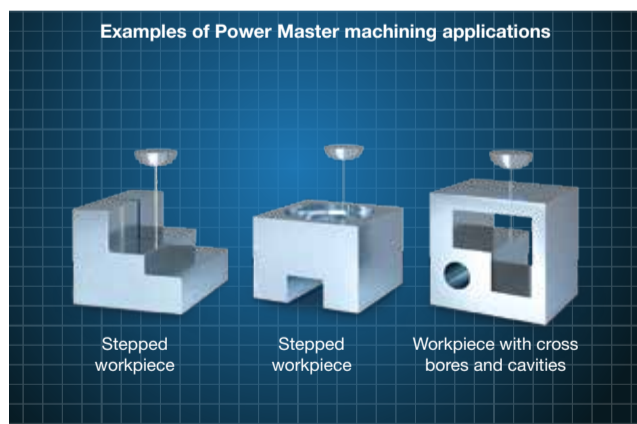 Examples of Power Master machining applications
Stepped
workpiece
Stepped
workpiece
Workpiece with cross
bores and cavities